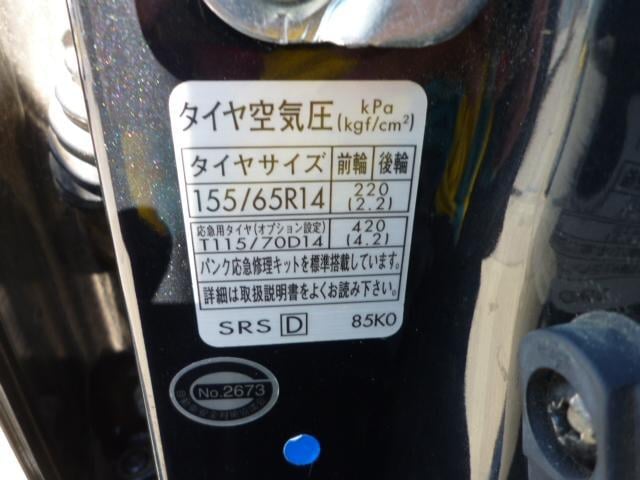 タイヤ空気圧 kPa (kgf/cm²)
タイヤサイズ 前輪 後輪
155/65R14 220 (2.2)
応急用タイヤ(オプション設定) T115/70D14 420 (4.2)
パンク応急修理キットを標準搭載しています。
詳細は取扱説明書をよくお読み下さい。
SRS D 85K0
No.2673